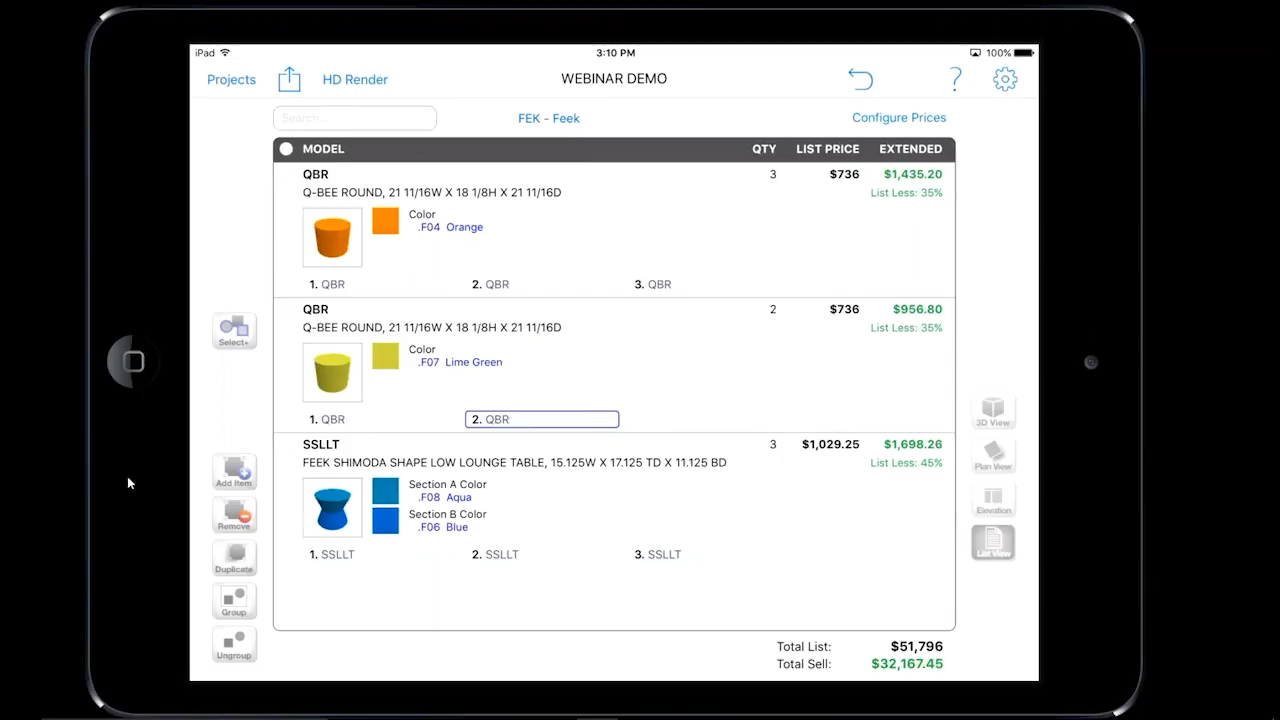 iPad 3:10 PM 100%
Projects HD Render WEBINAR DEMO ?
Search... FEK - Feek Configure Prices
MODEL QTY LIST PRICE EXTENDED
QBR 3 $736 $1,435.20
Q-BEE ROUND, 21 11/16W X 18 1/8H X 21 11/16D List Less: 35%
Color
.F04 Orange
1. QBR 2. QBR 3. QBR
QBR 2 $736 $956.80
Q-BEE ROUND, 21 11/16W X 18 1/8H X 21 11/16D List Less: 35%
Color
.F07 Lime Green
1. QBR 2. QBR
SSLLT 3 $1,029.25 $1,698.26
FEEK SHIMODA SHAPE LOW LOUNGE TABLE, 15.125W X 17.125 TD X 11.125 BD List Less: 45%
Section A Color
.F08 Aqua
Section B Color
.F06 Blue
1. SSLLT 2. SSLLT 3. SSLLT
Total List: $51,796
Total Sell: $32,167.45
Select+
Add Item
Remove
Duplicate
Group
Ungroup
3D View
Plan View
Elevation
List View